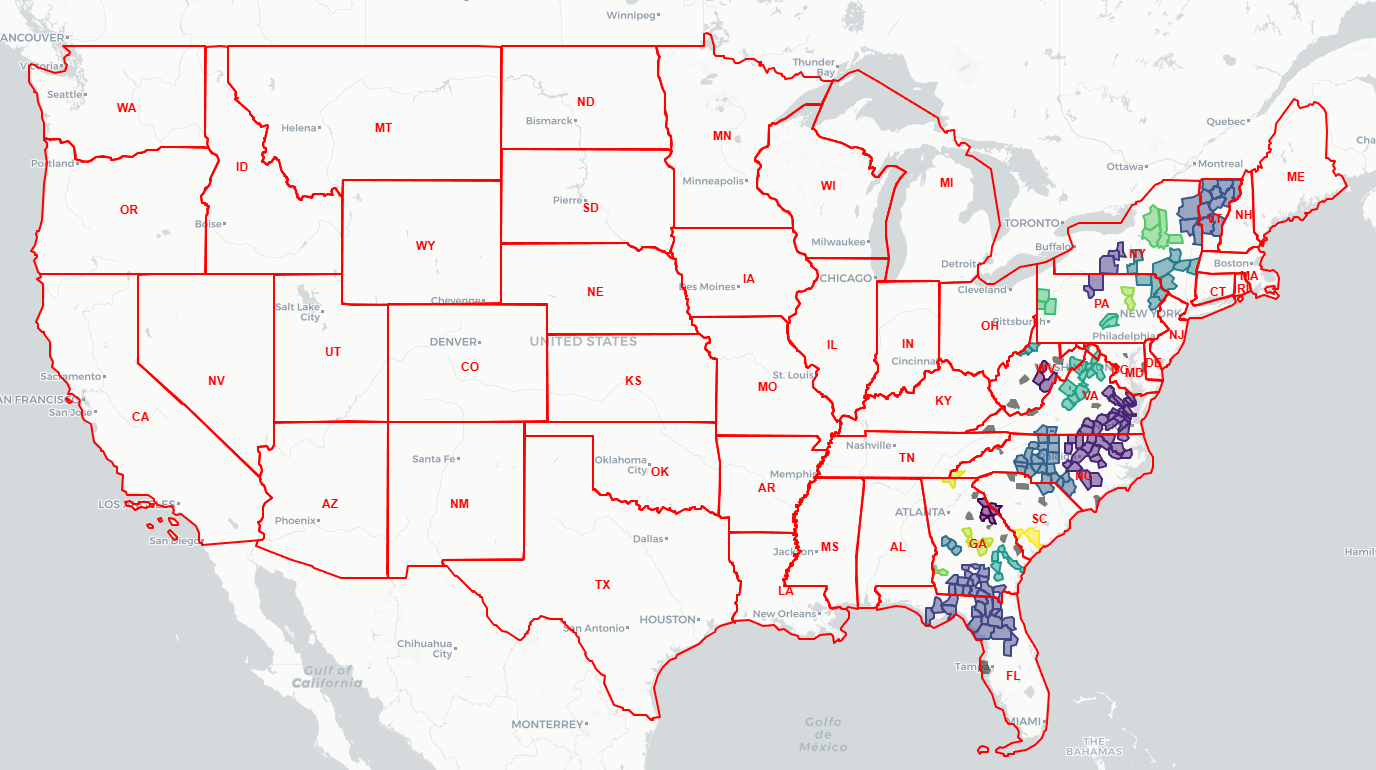 Winnipeg
VANCOUVER
Victoria
Thunder
Bay
Seattle
WA
ND
Helena
MT
Bismarck
MN
Quebec
Ottawa
Montreal
ME
ID
Minneapolis
WI
MI
Portland
OR
Boise
Pierre
SD
VT
NH
TORONTO
WY
Milwaukee
Buffalo
NY
Detroit
Boston
MA
CHICAGO
IA
Des Moines
NE
Cheyenne
Cleveland
CT
RI
Salt Lake
City
PA
NEW YORK
Pittsburgh
OH
Philadelphia
NJ
UT
DENVER
UNITED STATES
IL
IN
Cincinnati
CO
WV
WASHINGTON
DC
MD
DE
NV
Sacramento
KS
MO
St. Louis
KY
VA
SAN FRANCISCO
San Jose
CA
Nashville
TN
Santa Fe
Oklahoma
City
OK
Memphis
NC
LOS ANGELES
AZ
NM
AR
Phoenix
ATLANTA
SC
San Diego
Dallas
Jackson
MS
AL
GA
TX
LA
HOUSTON
New Orleans
San Antonio
Chihuahua
City
Tampa
FL
Gulf of
California
MONTERREY
Golfo
de
México
MIAMI
THE
BAHAMAS
Hamil
Cha